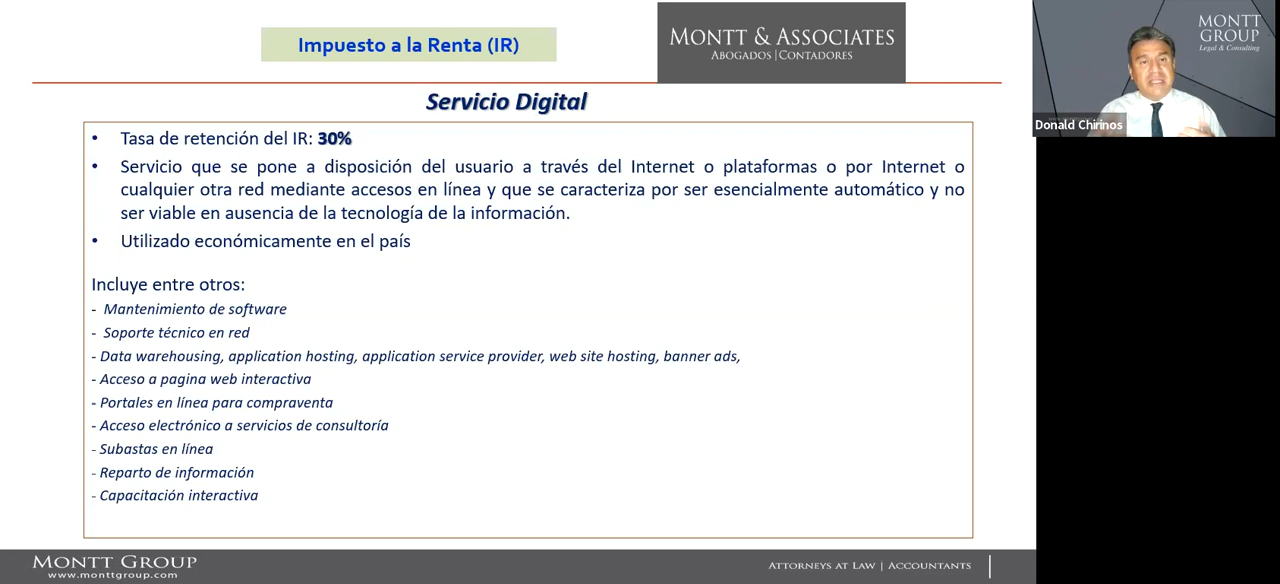 Impuesto a la Renta (IR)
MONTT & ASSOCIATES
ABOGADOS|CONTADORES
MONTT
GROUP
Legal & Consulting
Donald Chirinos
Servicio Digital
• Tasa de retención del IR: 30%
• Servicio que se pone a disposición del usuario a través del Internet o plataformas o por Internet o
cualquier otra red mediante accesos en línea y que se caracteriza por ser esencialmente automático y no
ser viable en ausencia de la tecnología de la información.
• Utilizado económicamente en el país
Incluye entre otros:
- Mantenimiento de software
- Soporte técnico en red
- Data warehousing, application hosting, application service provider, web site hosting, banner ads,
- Acceso a pagina web interactiva
- Portales en línea para compraventa
- Acceso electrónico a servicios de consultoría
- Subastas en línea
- Reparto de información
- Capacitación interactiva
MONTT GROUP
www.monttgroup.com
ATTORNEYS AT LAW | ACCOUNTANTS